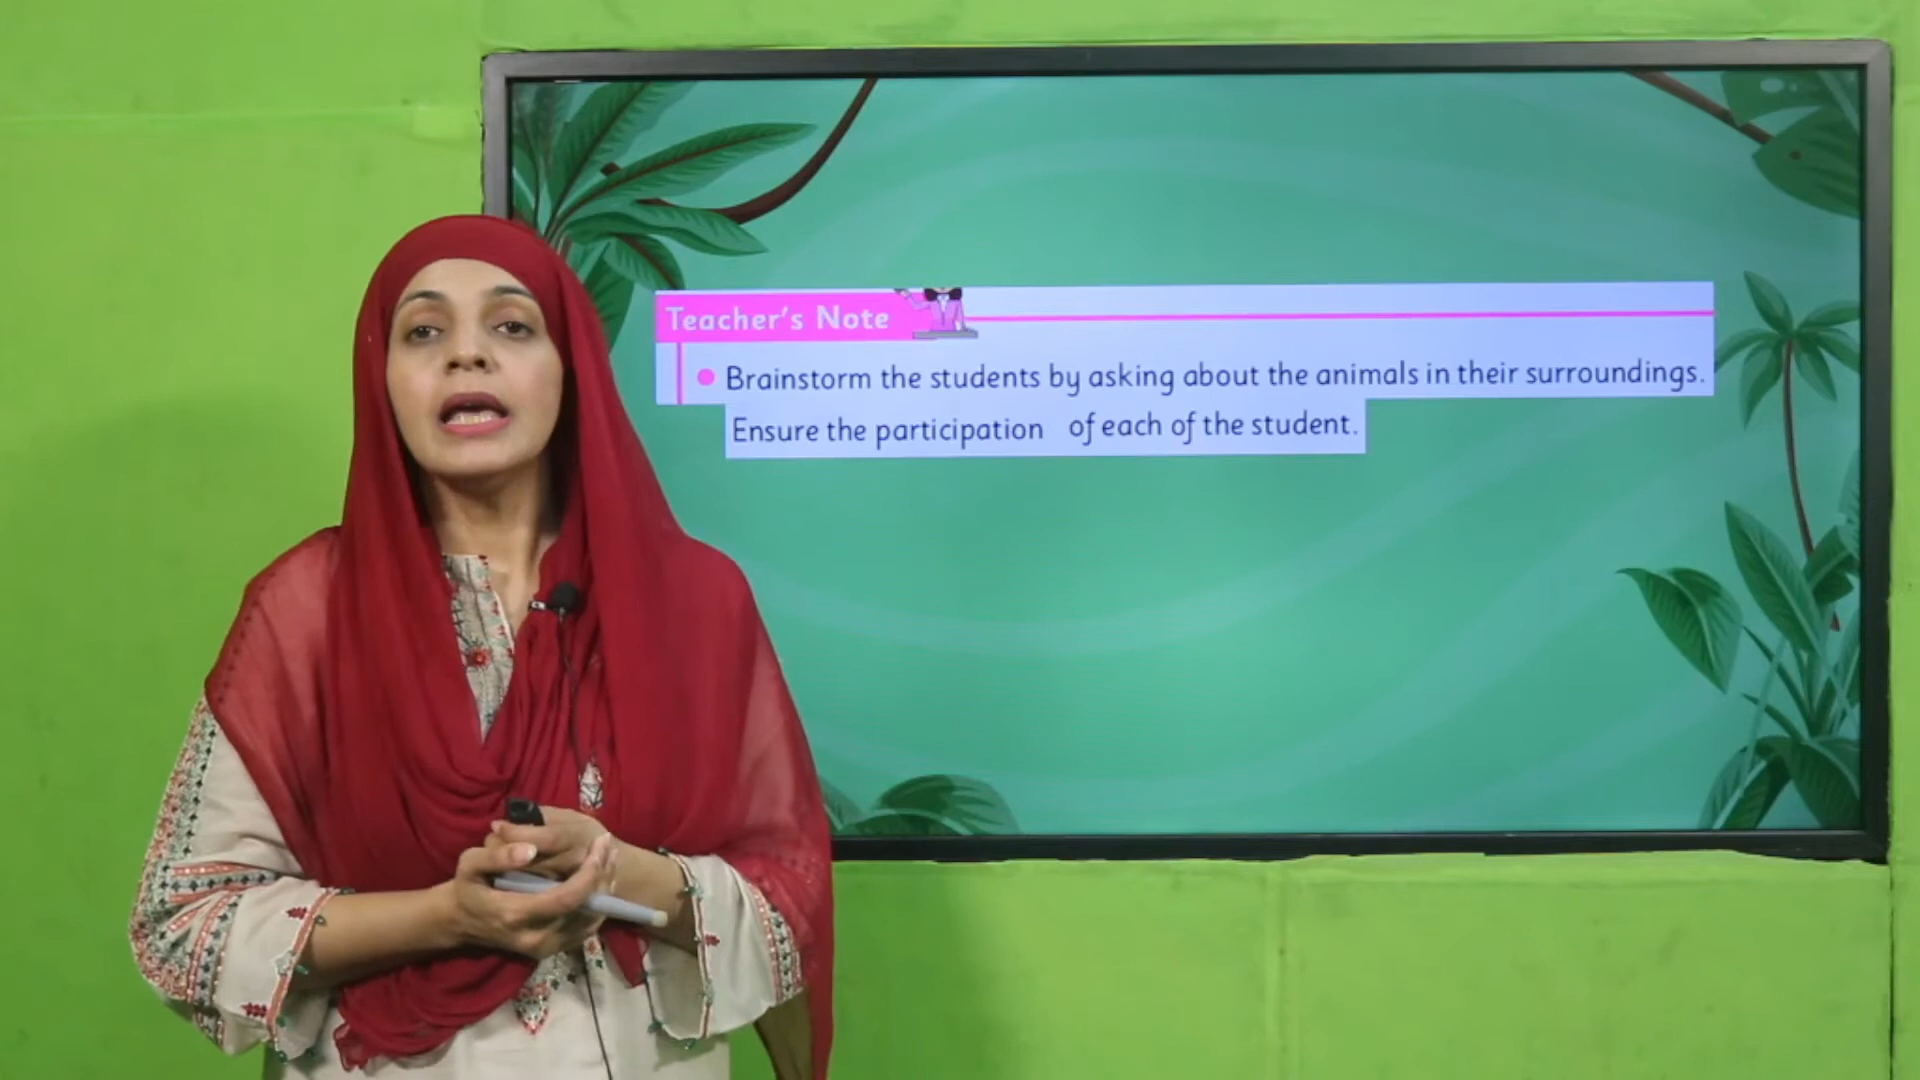 Teacher's Note
Brainstorm the students by asking about the animals in their surroundings.
Ensure the participation of each of the student.